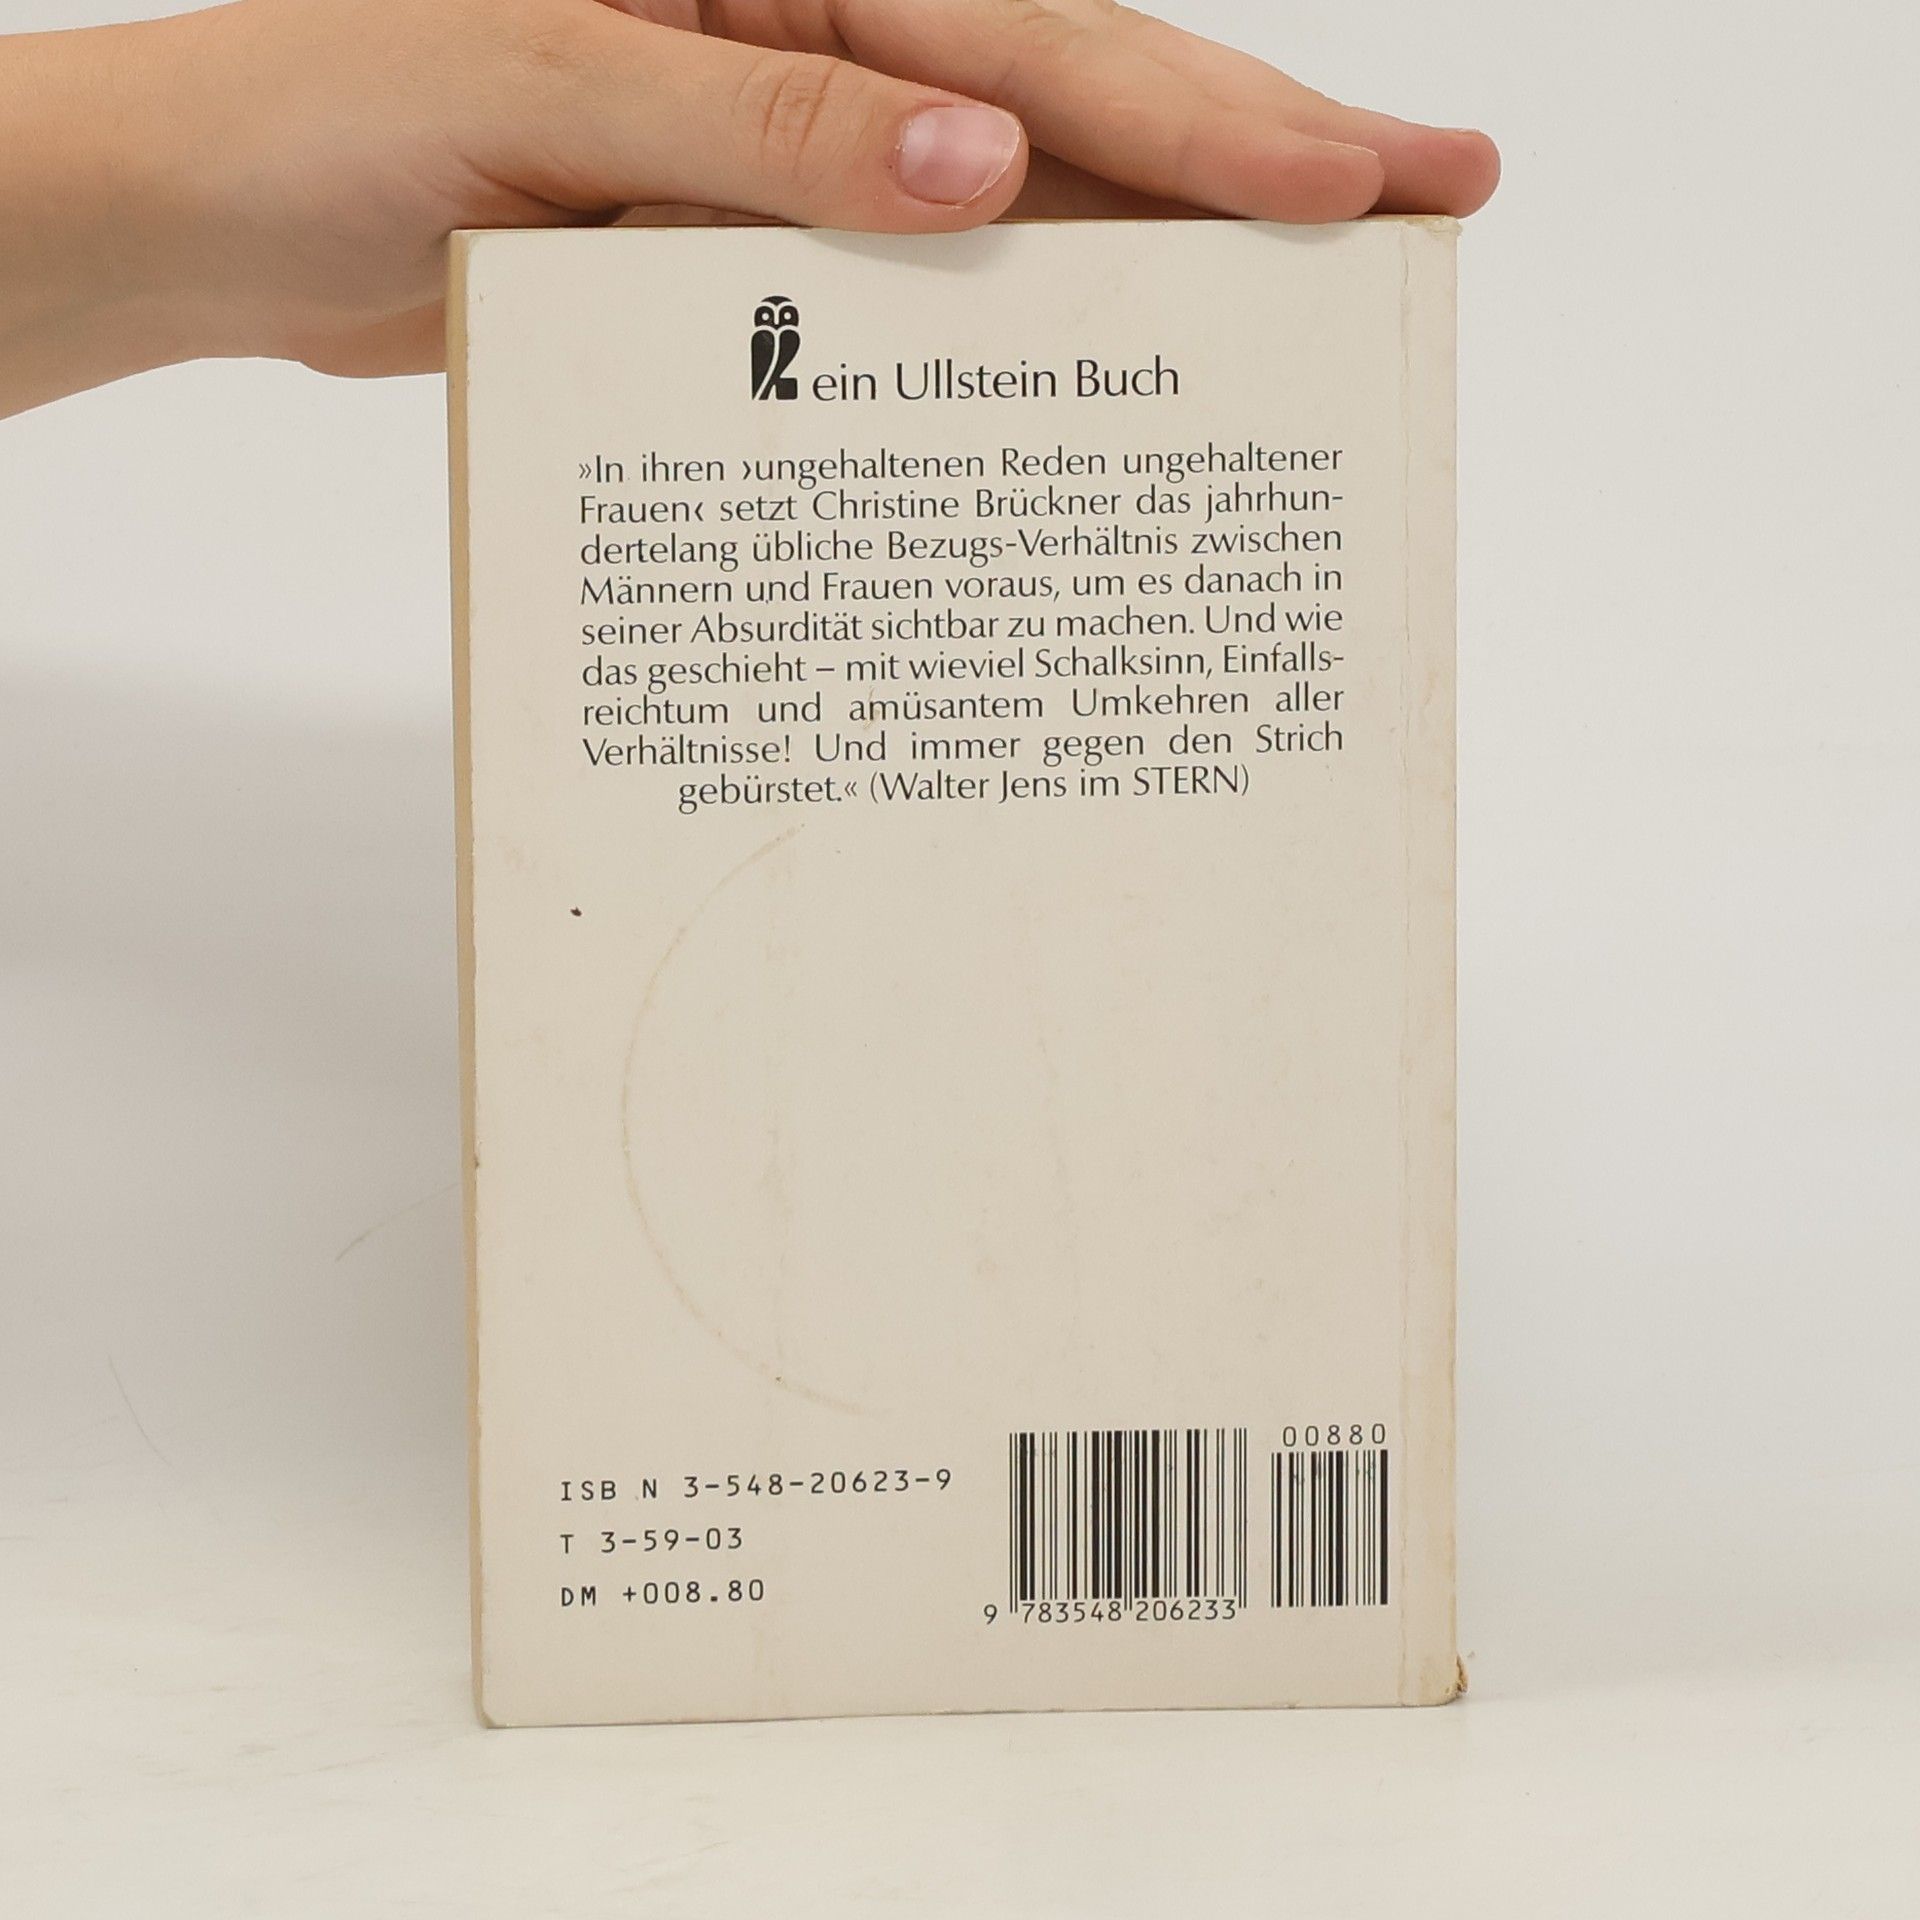 ein Ullstein Buch
»In ihren ›ungehaltenen Reden ungehaltener
Frauen‹ setzt Christine Brückner das jahrhun-
dertelang übliche Bezugs-Verhältnis zwischen
Männern und Frauen voraus, um es danach in
seiner Absurdität sichtbar zu machen. Und wie
das geschieht – mit wieviel Schalksinn, Einfalls-
reichtum und amüsantem Umkehren aller
Verhältnisse! Und immer gegen den Strich
gebürstet.« (Walter Jens im STERN)
ISBN 3-548-20623-9
T 3-59-03
DM +008.80
00880
9 783548 206233